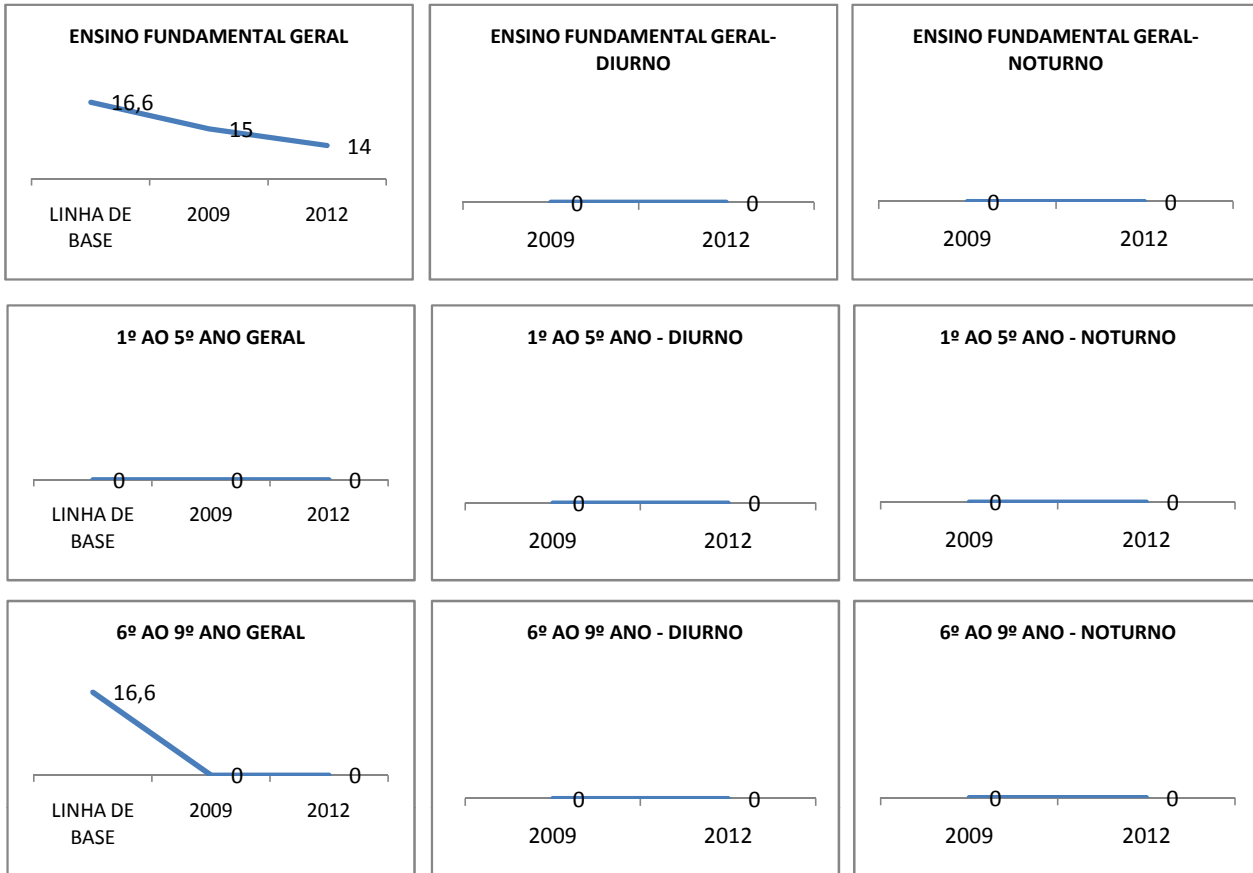 ENSINO FUNDAMENTAL GERAL
16,6
15
14
LINHA DE
BASE
2009
2012
ENSINO FUNDAMENTAL GERAL-
DIURNO
0
0
2009
2012
ENSINO FUNDAMENTAL GERAL-
NOTURNO
0
0
2009
2012
1º AO 5º ANO GERAL
0
0
0
LINHA DE
BASE
2009
2012
1º AO 5º ANO - DIURNO
0
0
2009
2012
1º AO 5º ANO - NOTURNO
0
0
2009
2012
6º AO 9º ANO GERAL
16,6
0
0
LINHA DE
BASE
2009
2012
6º AO 9º ANO - DIURNO
0
0
2009
2012
6º AO 9º ANO - NOTURNO
0
0
2009
2012